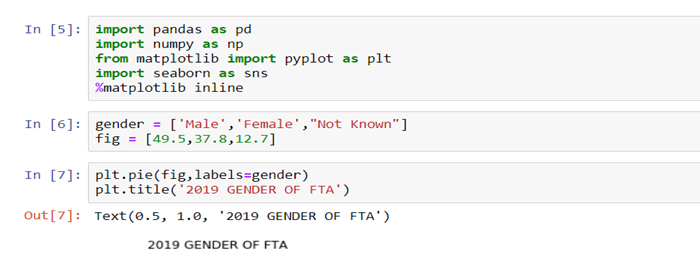 In [5]: import pandas as pd
import numpy as np
from matplotlib import pyplot as plt
import seaborn as sns
%matplotlib inline
In [6]: gender = ['Male','Female',"Not Known"]
fig = [49.5,37.8,12.7]
In [7]: plt.pie(fig,labels=gender)
plt.title('2019 GENDER OF FTA')
Out[7]: Text(0.5, 1.0, '2019 GENDER OF FTA')
2019 GENDER OF FTA